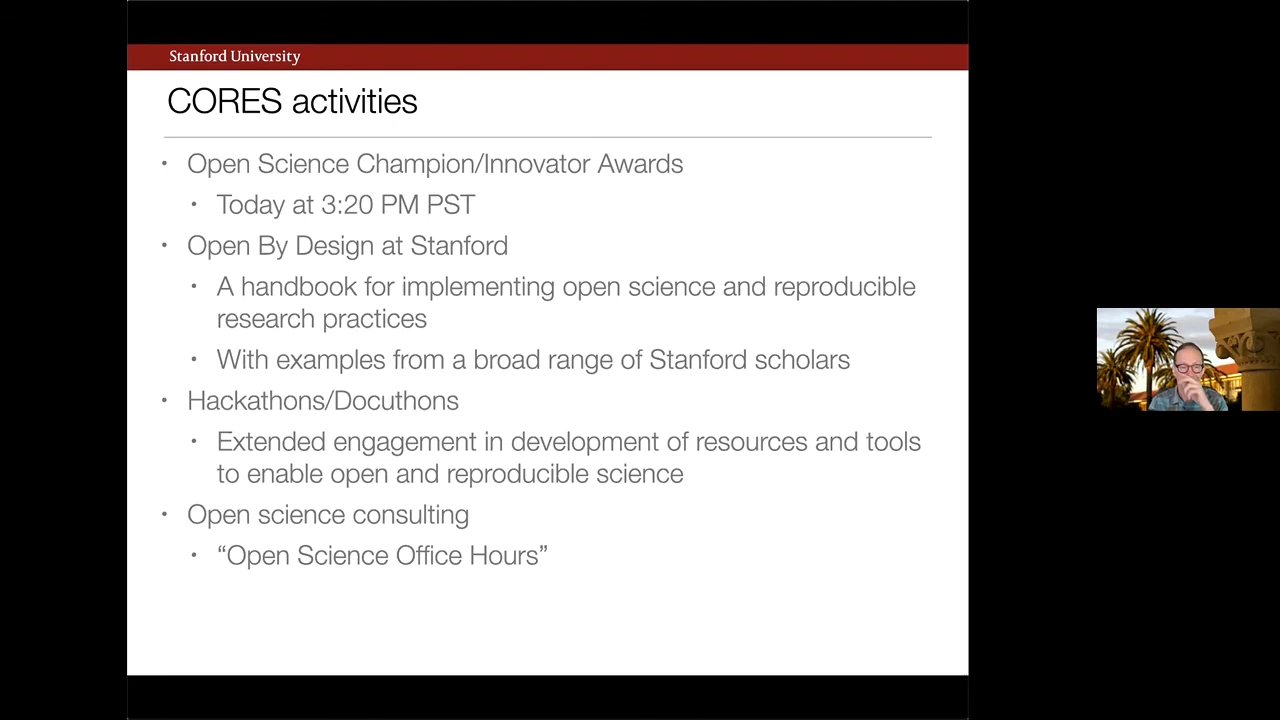 Stanford University
CORES activities
• Open Science Champion/Innovator Awards
• Today at 3:20 PM PST
• Open By Design at Stanford
• A handbook for implementing open science and reproducible
research practices
• With examples from a broad range of Stanford scholars
• Hackathons/Docuthons
• Extended engagement in development of resources and tools
to enable open and reproducible science
• Open science consulting
• “Open Science Office Hours”